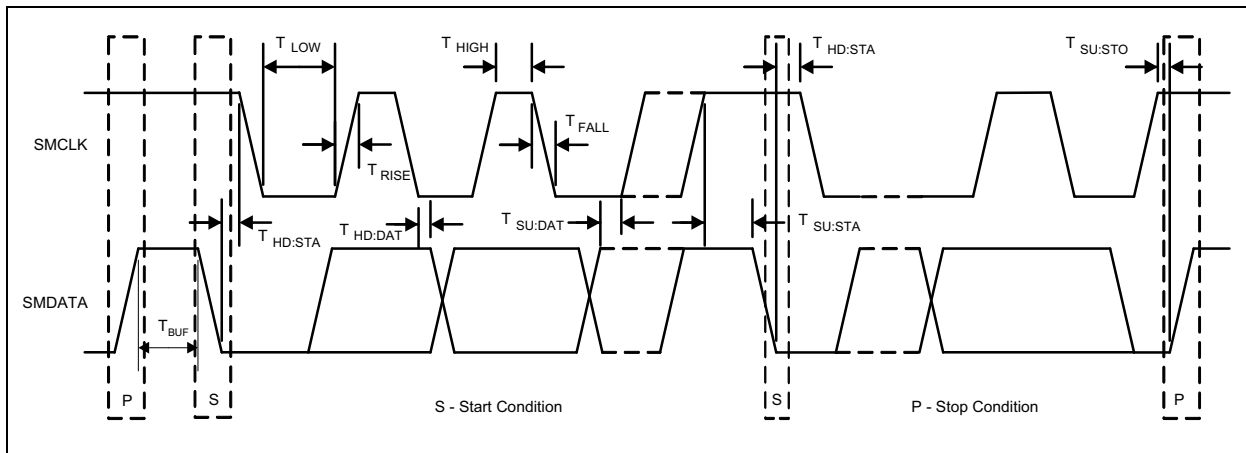 T LOW
T HIGH
T HD:STA
T SU:STO
SMCLK
T FALL
T RISE
T HD:STA
T HD:DAT
T SU:DAT
T SU:STA
SMDATA
T BUF
P
S
S - Start Condition
S
P - Stop Condition
P